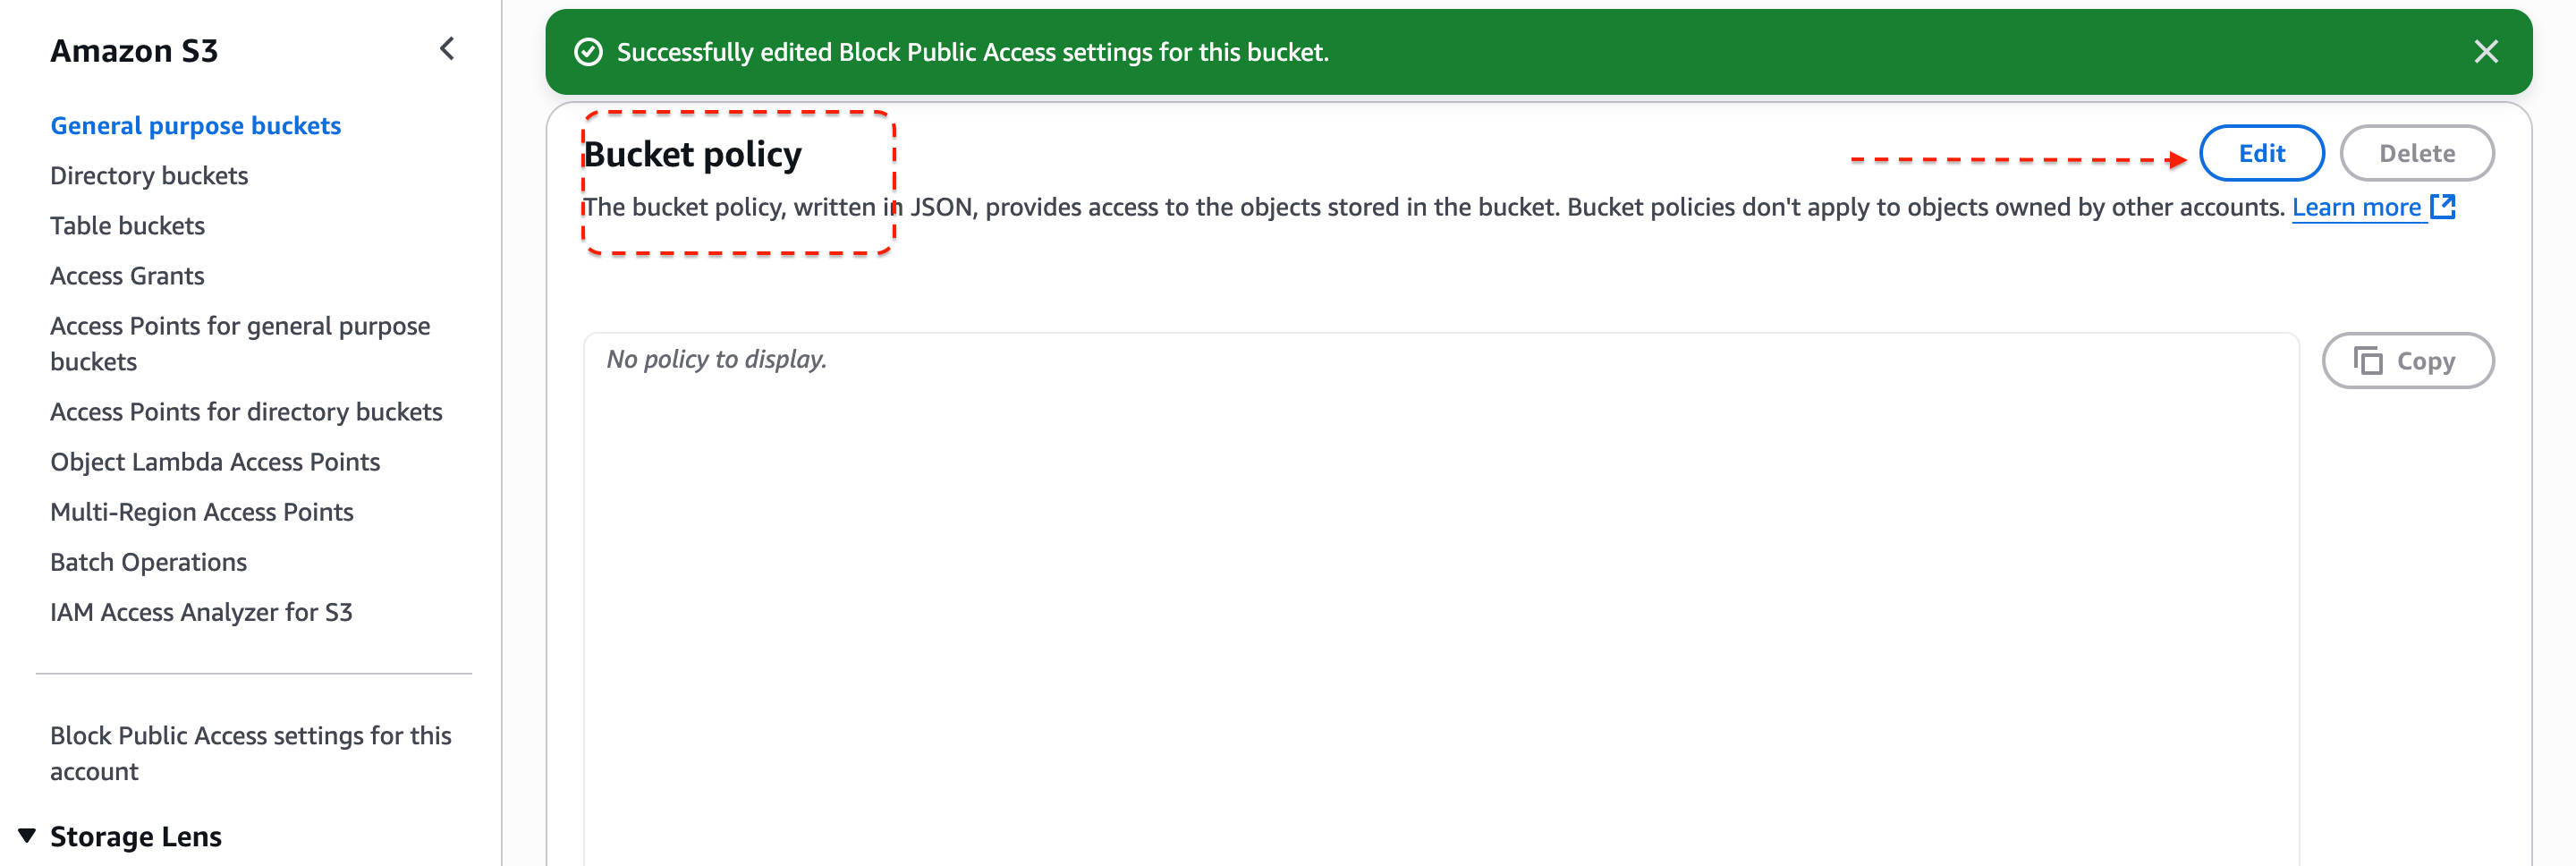 Amazon S3
General purpose buckets
Directory buckets
Table buckets
Access Grants
Access Points for general purpose
buckets
Access Points for directory buckets
Object Lambda Access Points
Multi-Region Access Points
Batch Operations
IAM Access Analyzer for S3
Block Public Access settings for this
account
Storage Lens
Successfully edited Block Public Access settings for this bucket.
Bucket policy
Edit
Delete
The bucket policy, written in JSON, provides access to the objects stored in the bucket. Bucket policies don't apply to objects owned by other accounts. Learn more
No policy to display.
Copy